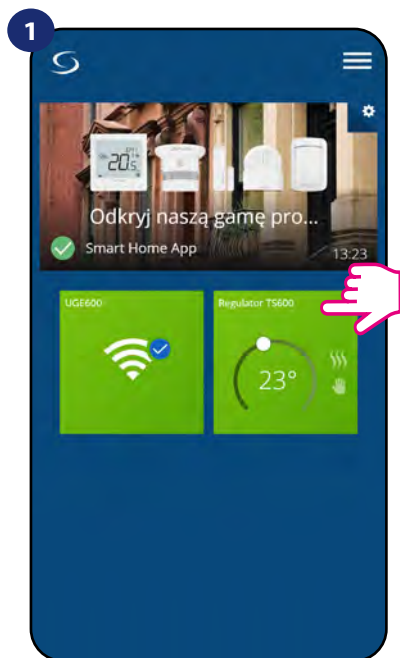 1
20.5
Odkryj naszą gamę pro...
Smart Home App
13:23
UGE600
Regulator TS600
23°